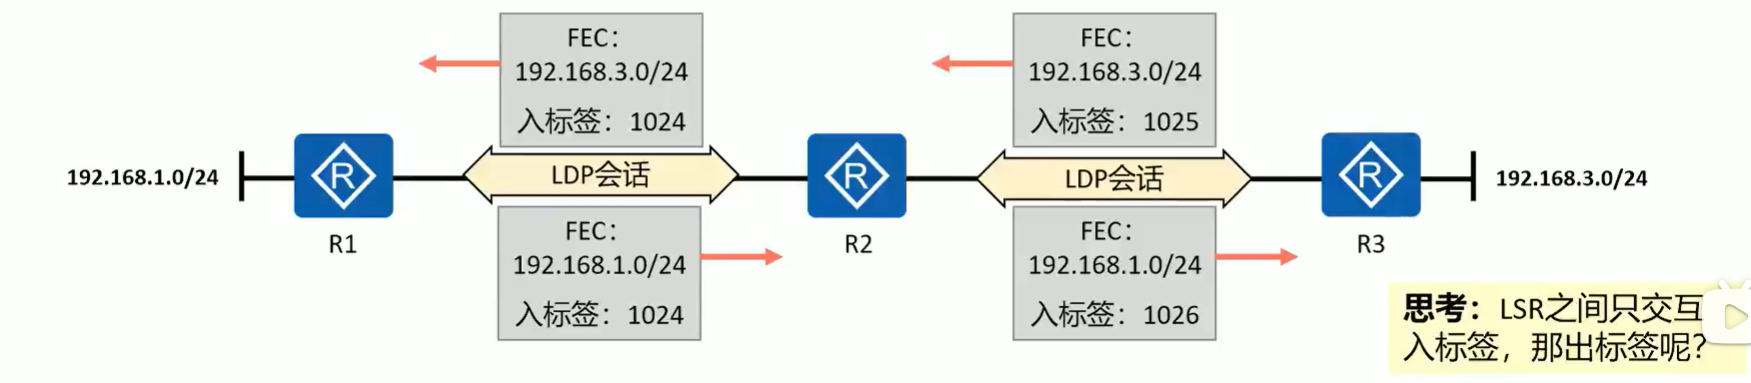 FEC：
192.168.3.0/24
入标签：1024
FEC：
192.168.3.0/24
入标签：1025
192.168.1.0/24
R
LDP会话
R
LDP会话
R
192.168.3.0/24
R1
R2
R3
FEC：
192.168.1.0/24
入标签：1024
FEC：
192.168.1.0/24
入标签：1026
思考：LSR之间只交互
入标签，那出标签呢？